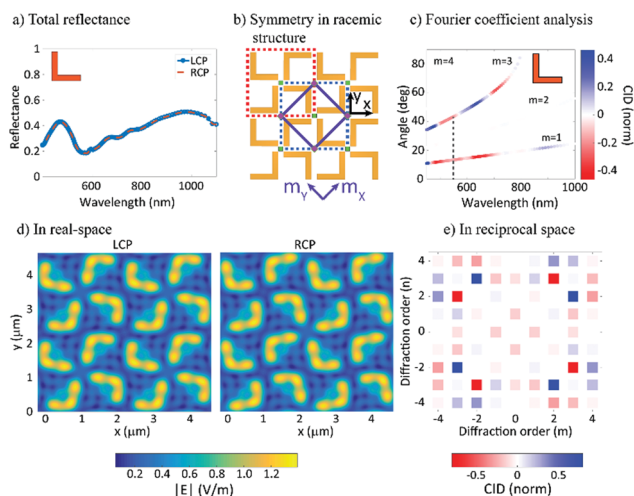 a) Total reflectance
b) Symmetry in racemic
structure
c) Fourier coefficient analysis
1
0.8
0.6
0.4
0.2
0
Reflectance
LCP
RCP
600
800
1000
Wavelength (nm)
y
x
mY
mX
80
60
40
20
0
Angle (deg)
m=4
m=3
m=2
m=1
400
600
800
1000
Wavelength (nm)
0.4
0.2
0
-0.2
-0.4
CID (norm)
d) In real-space
LCP
RCP
4
3
2
1
0
y (μm)
0 1 2 3 4
x (μm)
0 1 2 3 4
x (μm)
0.2 0.4 0.6 0.8 1.0 1.2
|E| (V/m)
e) In reciprocal space
4
2
0
-2
-4
Diffraction order (n)
-4 -2 0 2 4
Diffraction order (m)
-0.5 0 0.5
CID (norm)